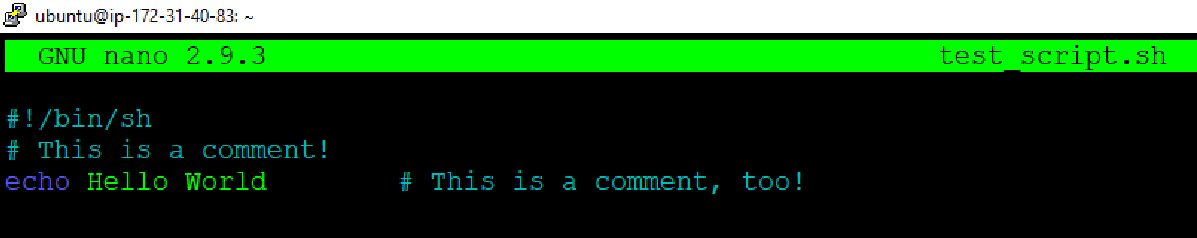 ubuntu@ip-172-31-40-83: ~
GNU nano 2.9.3 test_script.sh
#!/bin/sh
# This is a comment!
echo Hello World # This is a comment, too!